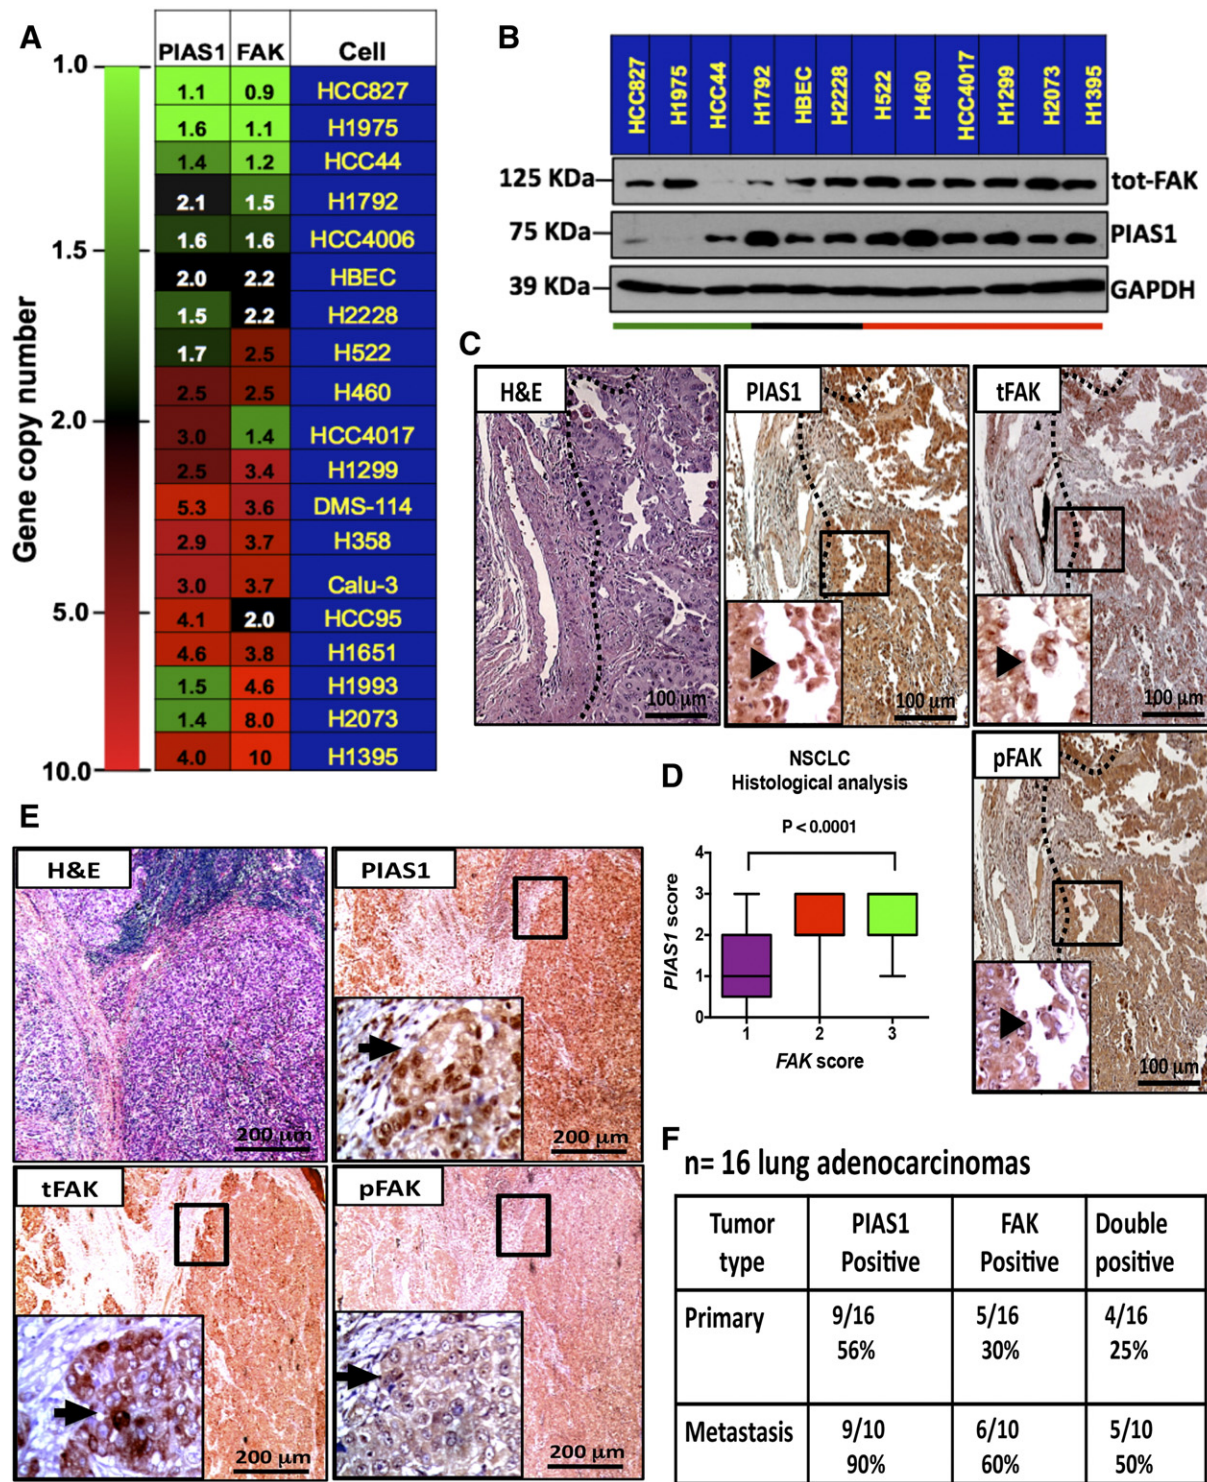 A
PIAS1 FAK Cell
Gene copy number
1.0
1.5
2.0
5.0
10.0
1.1 0.9 HCC827
1.6 1.1 H1975
1.4 1.2 HCC44
2.1 1.5 H1792
1.6 1.6 HCC4006
2.0 2.2 HBEC
1.5 2.2 H2228
1.7 2.5 H522
2.5 2.5 H460
3.0 1.4 HCC4017
2.5 3.4 H1299
5.3 3.6 DMS-114
2.9 3.7 H358
3.0 3.7 Calu-3
4.1 2.0 HCC95
4.6 3.8 H1651
1.5 4.6 H1993
1.4 8.0 H2073
4.0 10 H1395
B
HCC827 H1975 HCC44 H1792 HBEC H2228 H522 H460 HCC4017 H1299 H2073 H1395
125 KDa tot-FAK
75 KDa PIAS1
39 KDa GAPDH
C
H&E
100 µm
PIAS1
100 µm
tFAK
100 µm
pFAK
100 µm
D
NSCLC
Histological analysis
P < 0.0001
PIAS1 score
4
3
2
1
0
1 2 3
FAK score
E
H&E
200 µm
PIAS1
200 µm
tFAK
200 µm
pFAK
200 µm
F
n= 16 lung adenocarcinomas
Tumor type PIAS1 Positive FAK Positive Double positive
Primary 9/16 5/16 4/16
56% 30% 25%
Metastasis 9/10 6/10 5/10
90% 60% 50%